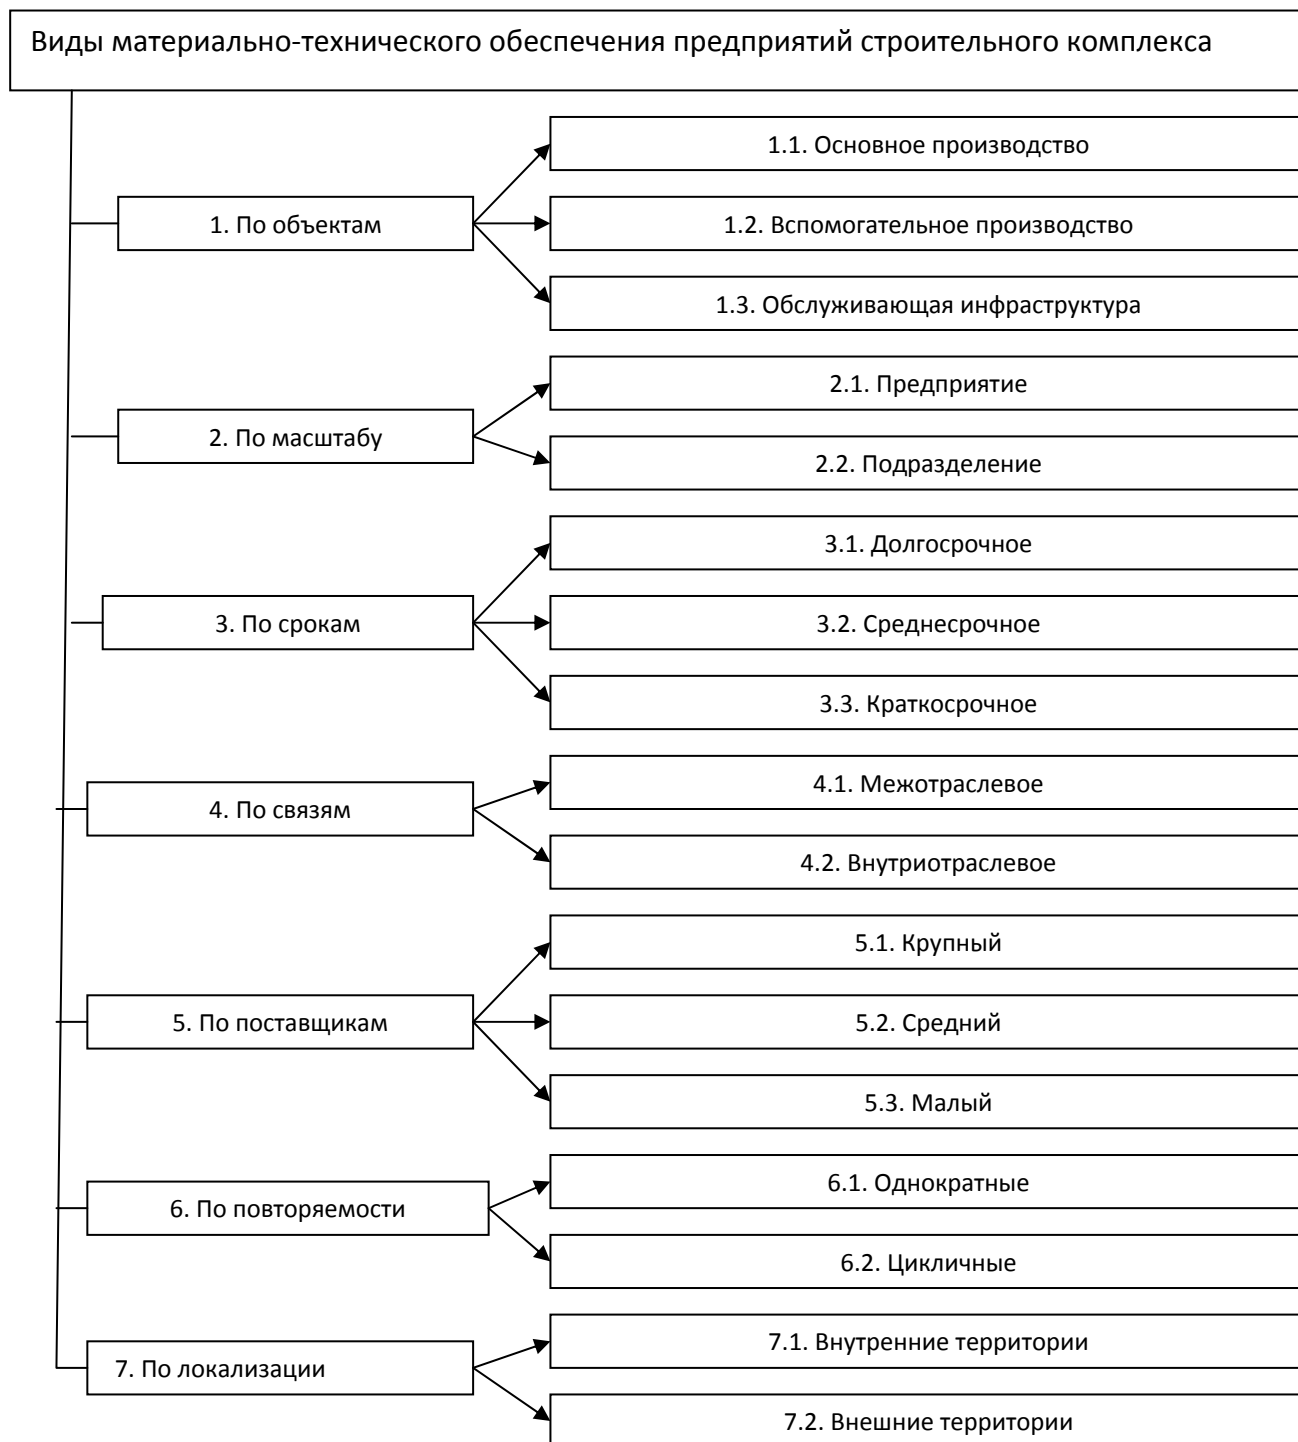 Виды материально-технического обеспечения предприятий строительного комплекса
1. По объектам
1.1. Основное производство
1.2. Вспомогательное производство
1.3. Обслуживающая инфраструктура
2. По масштабу
2.1. Предприятие
2.2. Подразделение
3. По срокам
3.1. Долгосрочное
3.2. Среднесрочное
3.3. Краткосрочное
4. По связям
4.1. Межотраслевое
4.2. Внутриотраслевое
5. По поставщикам
5.1. Крупный
5.2. Средний
5.3. Малый
6. По повторяемости
6.1. Однократные
6.2. Цикличные
7. По локализации
7.1. Внутренние территории
7.2. Внешние территории